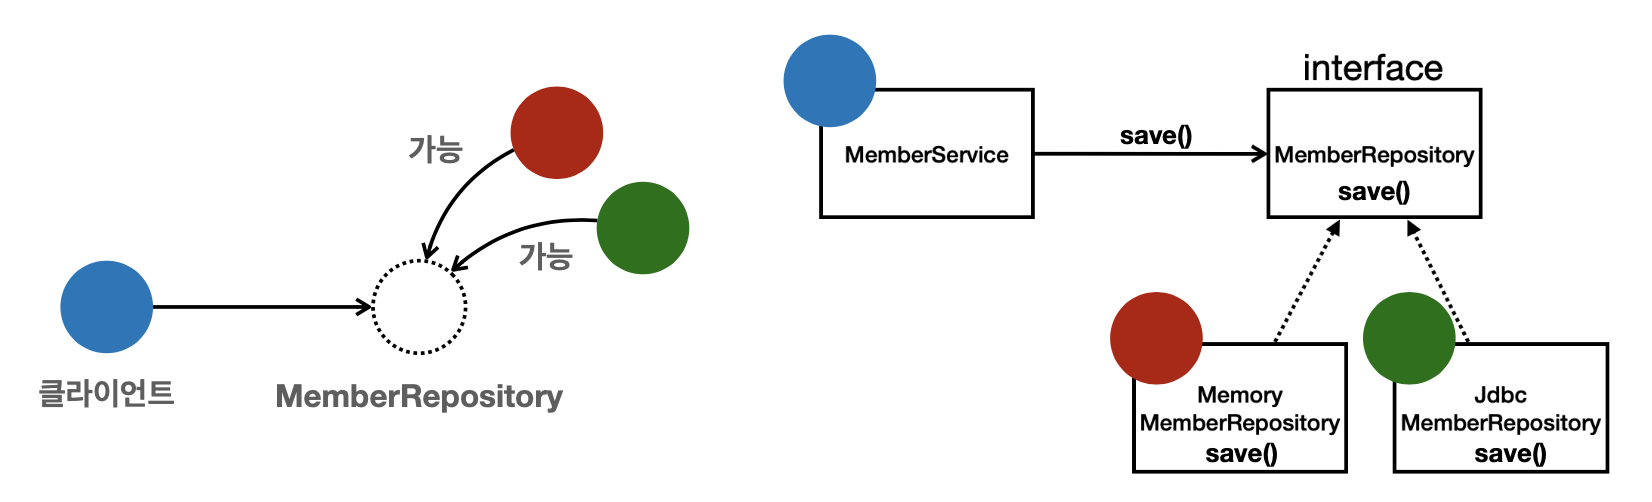 가능
가능
클라이언트
MemberRepository
interface
MemberService
save()
MemberRepository
save()
Memory
MemberRepository
save()
Jdbc
MemberRepository
save()